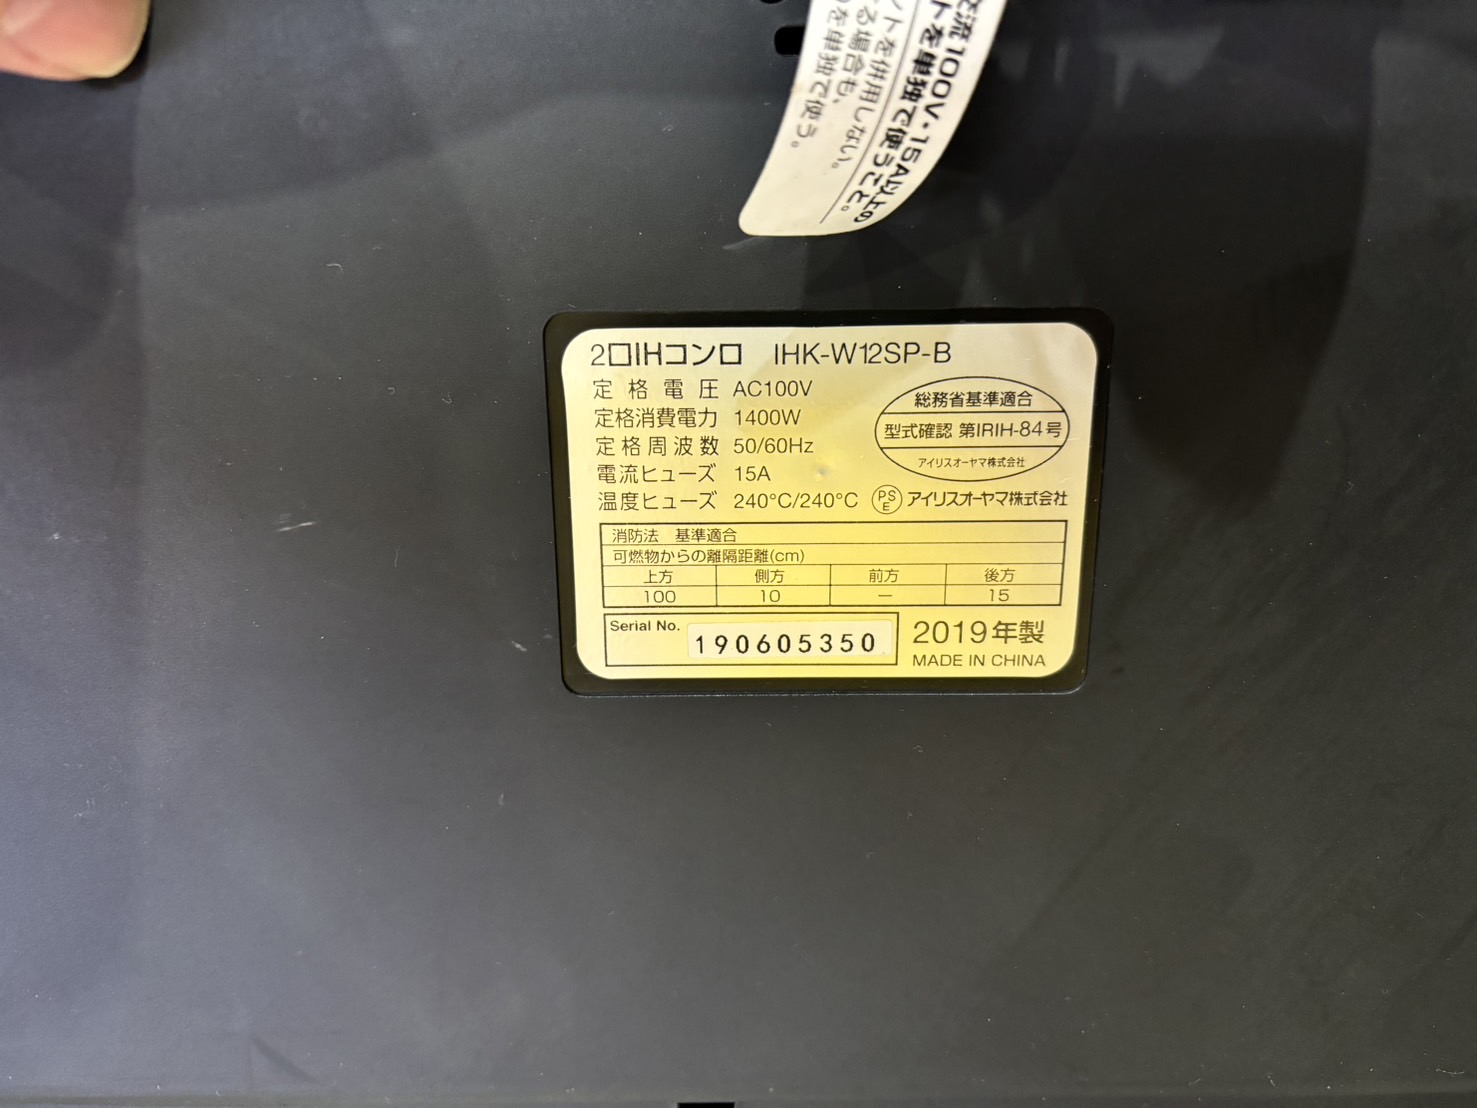 交流100V・15A以上の
ントを単独で使うこと。
ントを併用しない。
る場合も、
を単独で使う。
2口IHコンロ IHK-W12SP-B
定格電圧 AC100V
定格消費電力 1400W
定格周波数 50/60Hz
電流ヒューズ 15A
温度ヒューズ 240°C/240°C
総務省基準適合
型式確認 第IRIH-84号
アイリスオーヤマ株式会社
PS
E
アイリスオーヤマ株式会社
消防法 基準適合
可燃物からの離隔距離(cm)
上方 側方 前方 後方
100 10 － 15
Serial No. 190605350
2019年製
MADE IN CHINA